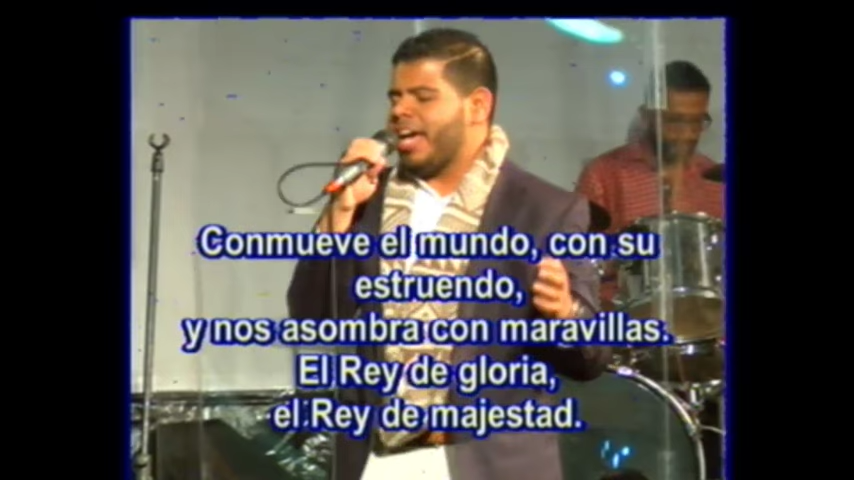 Conmueve el mundo, con su
estruendo,
y nos asombra con maravillas.
El Rey de gloria,
el Rey de majestad.